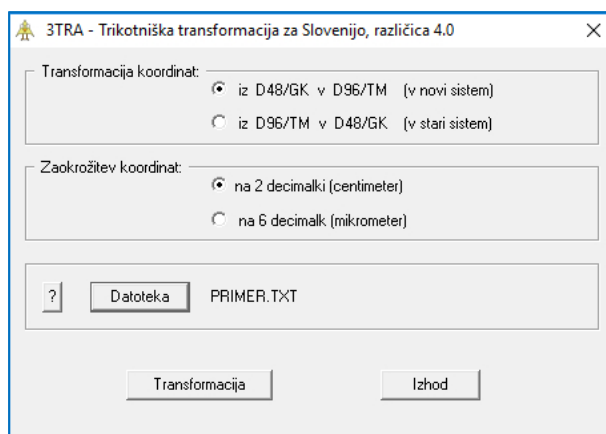 3TRA - Trikotniška transformacija za Slovenijo, različica 4.0
Transformacija koordinat:
iz D48/GK v D96/TM (v novi sistem)
iz D96/TM v D48/GK (v stari sistem)
Zaokrožitev koordinat:
na 2 decimalki (centimeter)
na 6 decimalk (mikrometer)
? Datoteka PRIMER.TXT
Transformacija Izhod